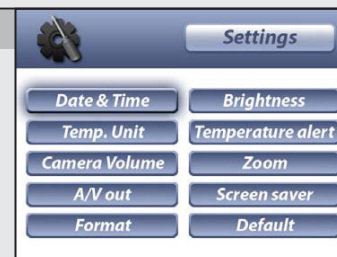 Settings
Date & Time
Brightness
Temp. Unit
Temperature alert
Camera Volume
Zoom
A/V out
Screen saver
Format
Default